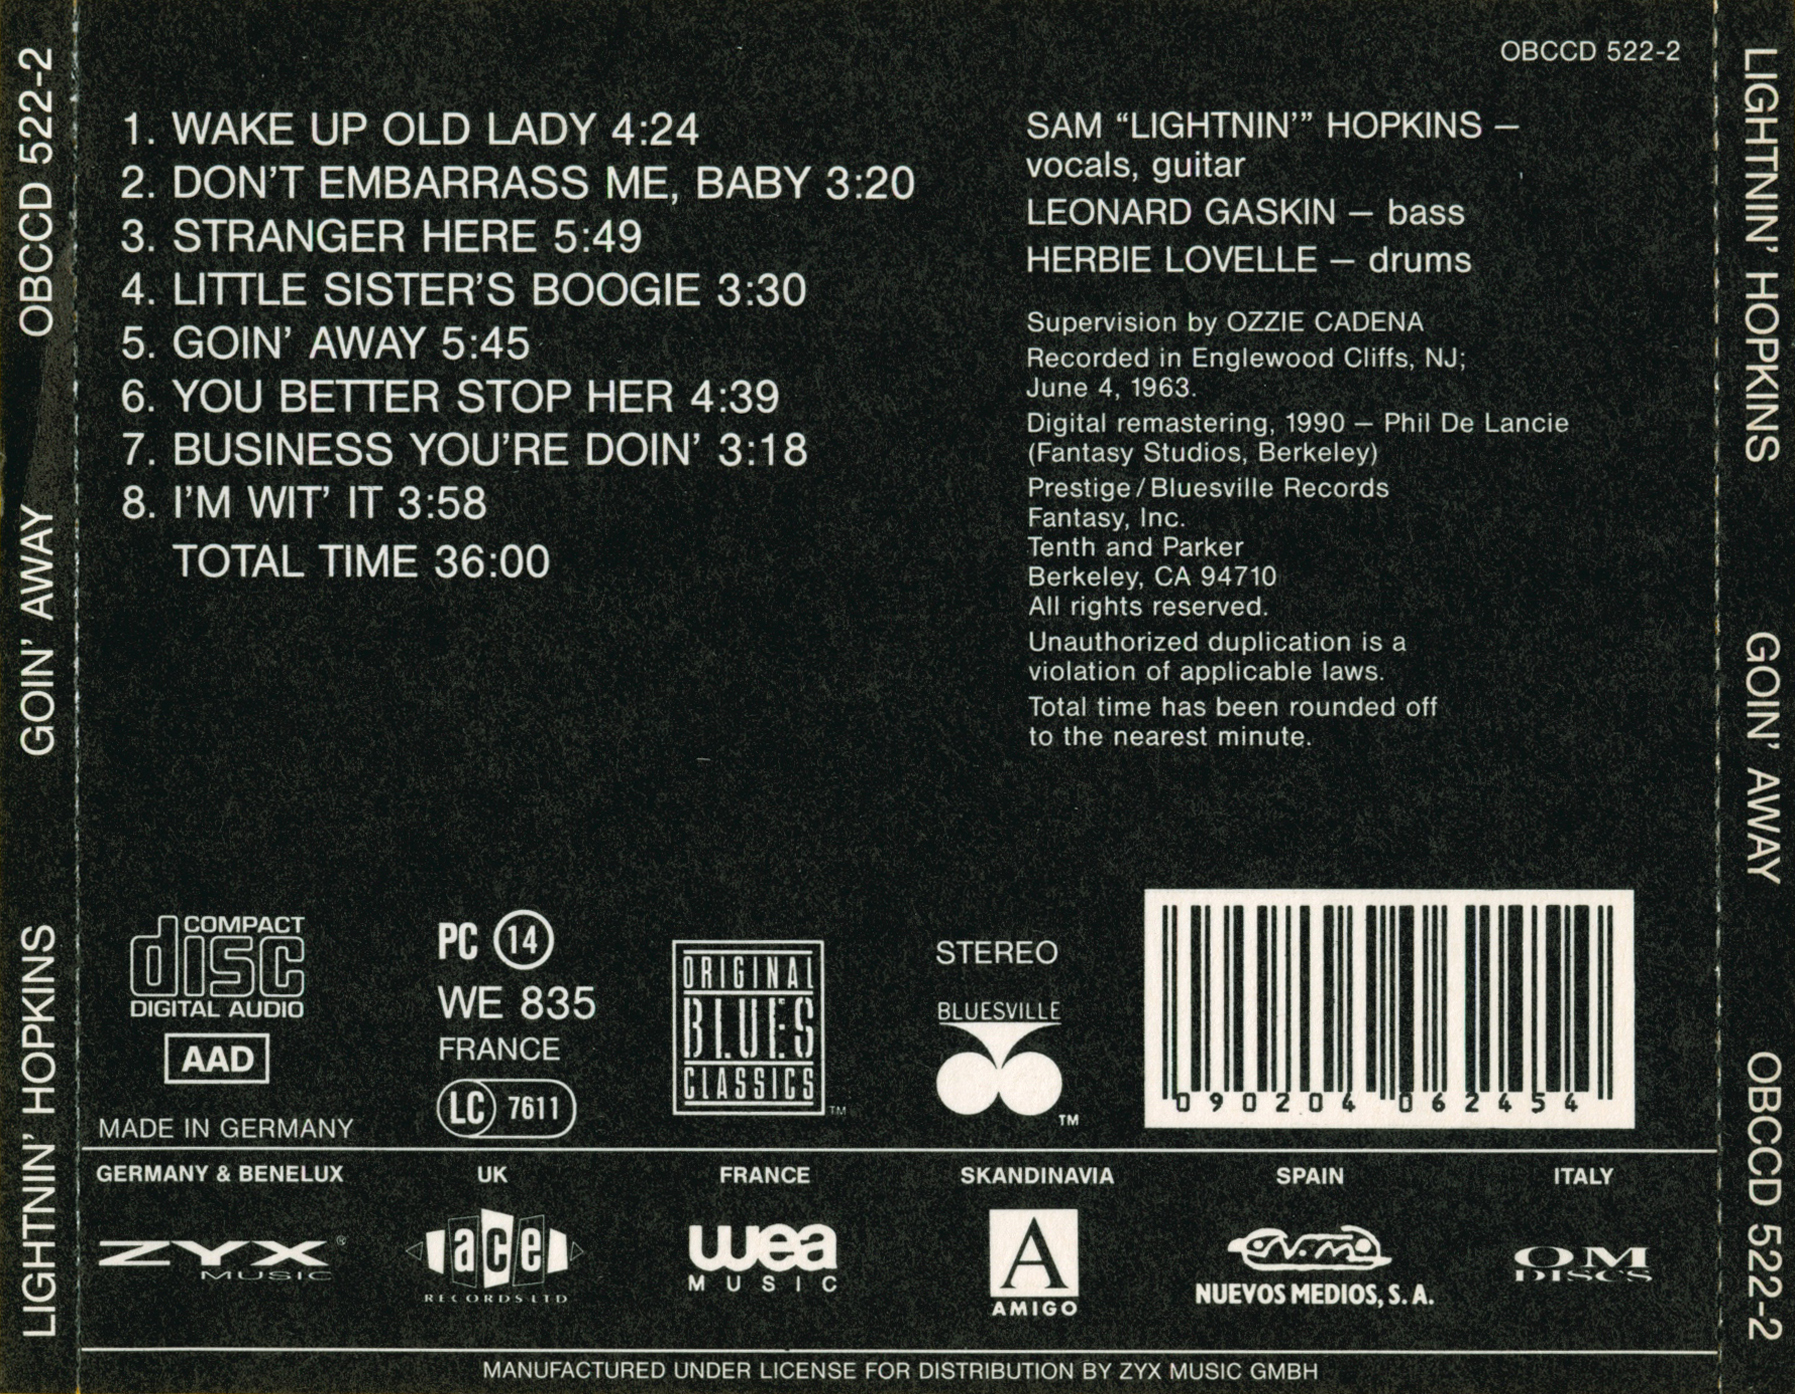 OBCCD 522-2
1. WAKE UP OLD LADY 4:24
2. DON'T EMBARRASS ME, BABY 3:20
3. STRANGER HERE 5:49
4. LITTLE SISTER'S BOOGIE 3:30
5. GOIN' AWAY 5:45
6. YOU BETTER STOP HER 4:39
7. BUSINESS YOU'RE DOIN' 3:18
8. I'M WIT' IT 3:58
TOTAL TIME 36:00
SAM “LIGHTNIN'” HOPKINS –
vocals, guitar
LEONARD GASKIN – bass
HERBIE LOVELLE – drums
Supervision by OZZIE CADENA
Recorded in Englewood Cliffs, NJ;
June 4, 1963.
Digital remastering, 1990 – Phil De Lancie
(Fantasy Studios, Berkeley)
Prestige/Bluesville Records
Fantasy, Inc.
Tenth and Parker
Berkeley, CA 94710
All rights reserved.
Unauthorized duplication is a
violation of applicable laws.
Total time has been rounded off
to the nearest minute.
COMPACT
disc
DIGITAL AUDIO
AAD
MADE IN GERMANY
PC 14
WE 835
FRANCE
LC 7611
ORIGINAL
BLUES
CLASSICS
TM
STEREO
BLUESVILLE
TM
0 90204 06245 4
GERMANY & BENELUX
ZYX ®
MUSIC
UK
ace
RECORDS LTD
FRANCE
wea
MUSIC
SKANDINAVIA
A
AMIGO
SPAIN
n.m.
NUEVOS MEDIOS, S.A.
ITALY
OM
DISCS
MANUFACTURED UNDER LICENSE FOR DISTRIBUTION BY ZYX MUSIC GMBH
LIGHTNIN' HOPKINS GOIN' AWAY OBCCD 522-2
LIGHTNIN' HOPKINS GOIN' AWAY OBCCD 522-2